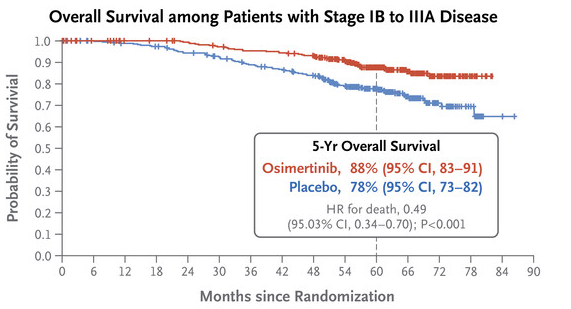 Overall Survival among Patients with Stage IB to IIIA Disease
Probability of Survivial
1.0
0.9
0.8
0.7
0.6
0.5
0.4
0.3
0.2
0.1
0.0
5-Yr Overall Survival
Osimertinib, 88% (95% CI, 83–91)
Placebo, 78% (95% CI, 73–82)
HR for death, 0.49
(95.03% CI, 0.34–0.70); P<0.001
0 6 12 18 24 30 36 42 48 54 60 66 72 78 84 90
Months since Randomization